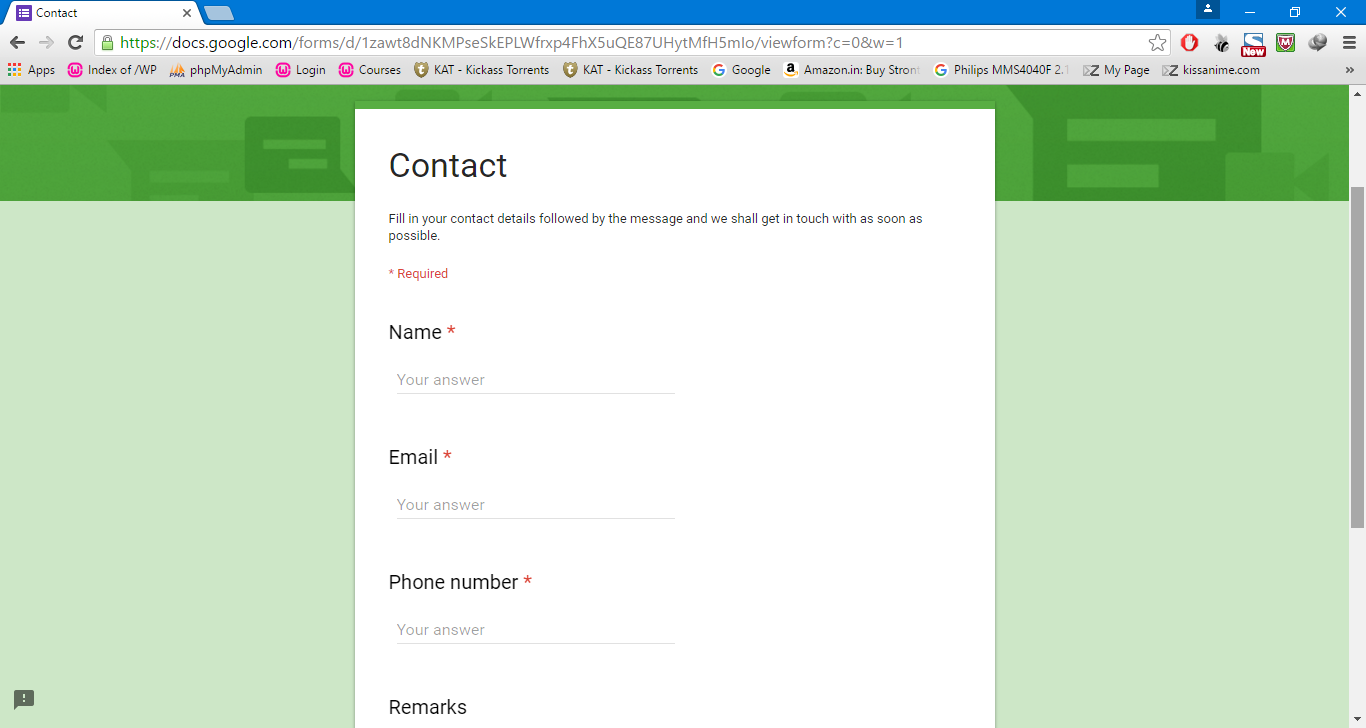 Contact
https://docs.google.com/forms/d/1zawt8dNKMPseSkEPLWfrxp4FhX5uQE87UHytMfH5mIo/viewform?c=0&w=1
New
Apps Index of /WP phpMyAdmin Login Courses KAT - Kickass Torrents KAT - Kickass Torrents Google Amazon.in: Buy Stron Philips MMS4040F 2.1 My Page kissanime.com »
Contact
Fill in your contact details followed by the message and we shall get in touch with as soon as
possible.
* Required
Name *
Your answer
Email *
Your answer
Phone number *
Your answer
Remarks